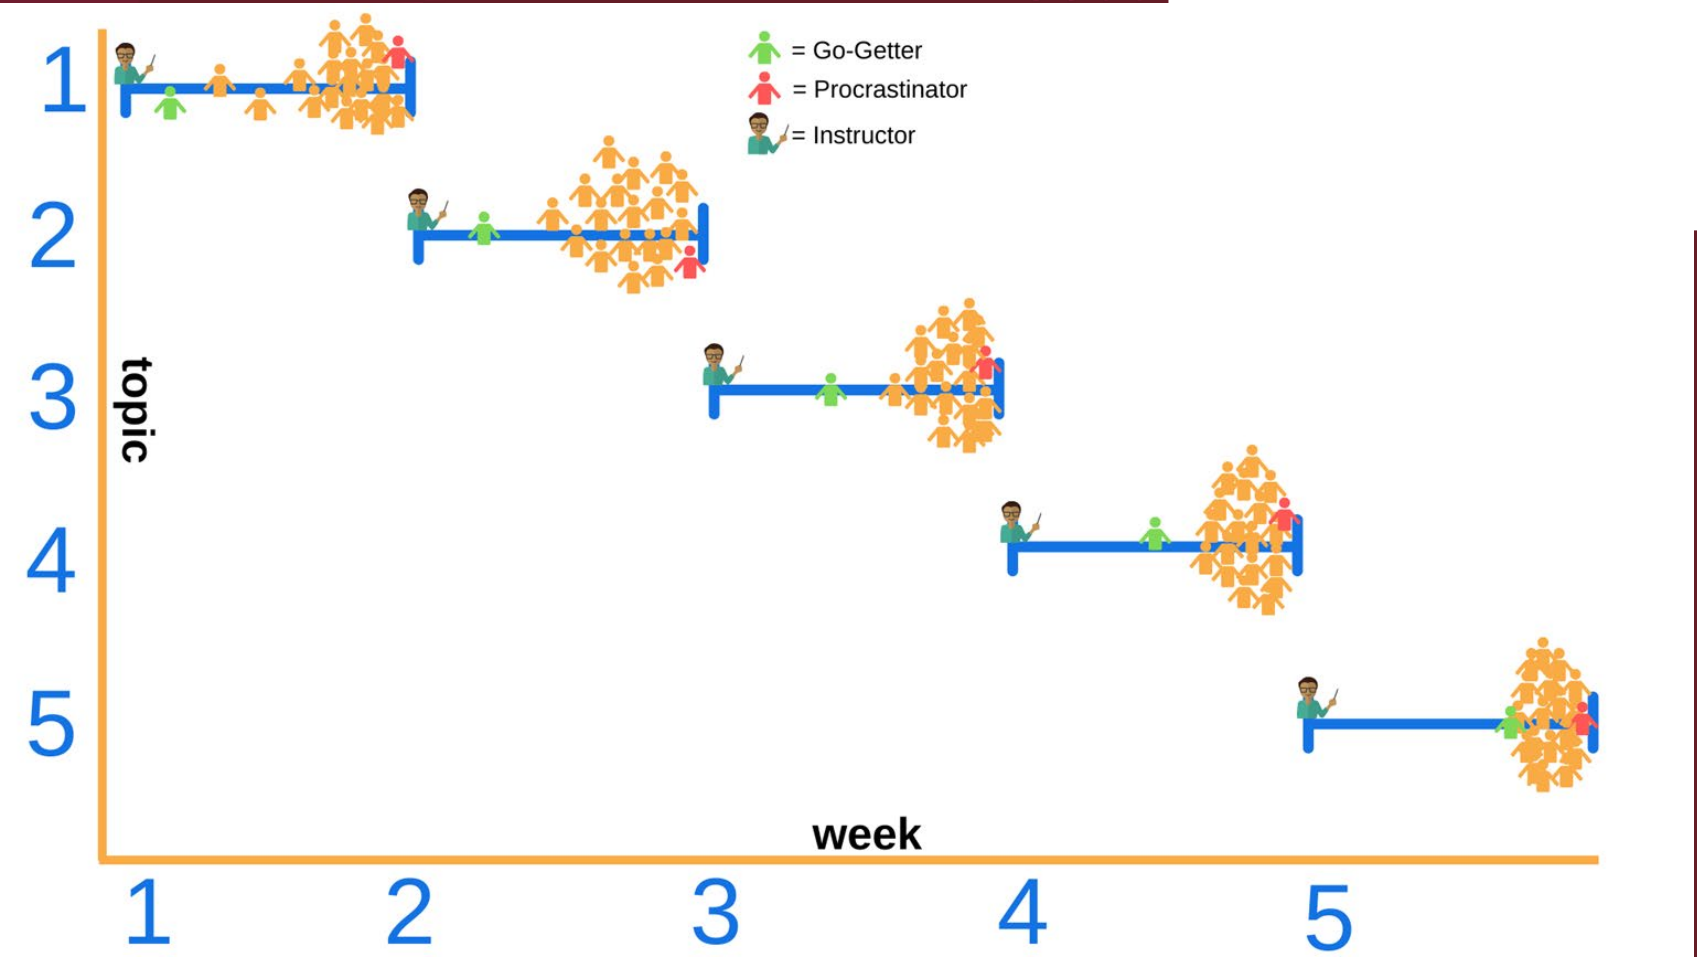 1
= Go-Getter
= Procrastinator
= Instructor
2
3
topic
4
5
week
1 2 3 4 5